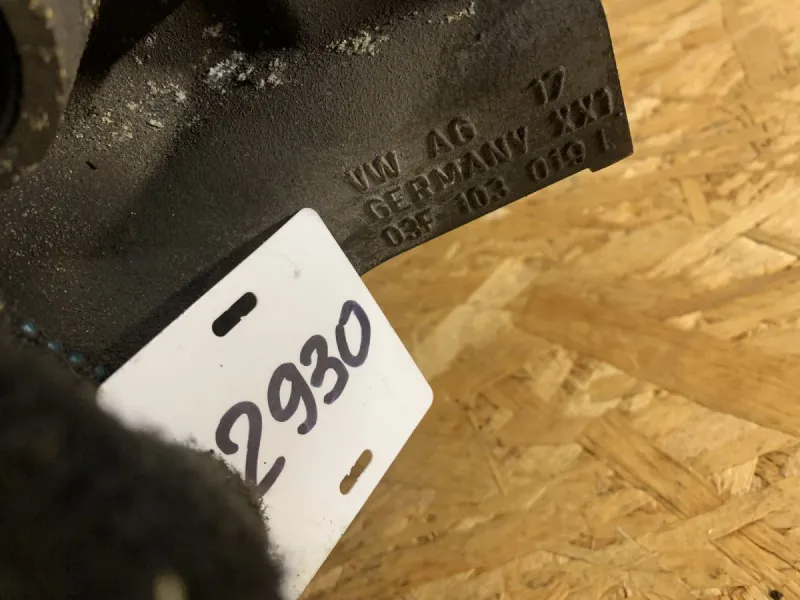 VW AG 17
GERMANY XX1
03F 103 019 L
2930